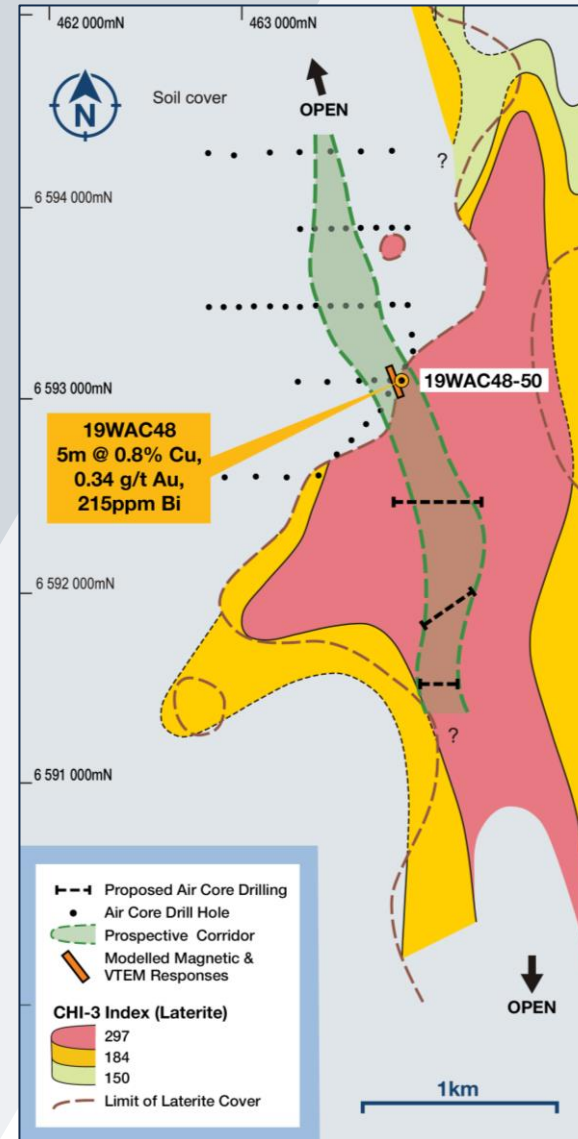 462 000mE
463 000mE
N
Soil cover
OPEN
?
6 594 000mN
6 593 000mN
19WAC48-50
19WAC48
5m @ 0.8% Cu,
0.34 g/t Au,
215ppm Bi
6 592 000mN
?
6 591 000mN
Proposed Air Core Drilling
Air Core Drill Hole
Prospective Corridor
Modelled Magnetic &
VTEM Responses
CHI-3 Index (Laterite)
297
184
150
Limit of Laterite Cover
OPEN
1km